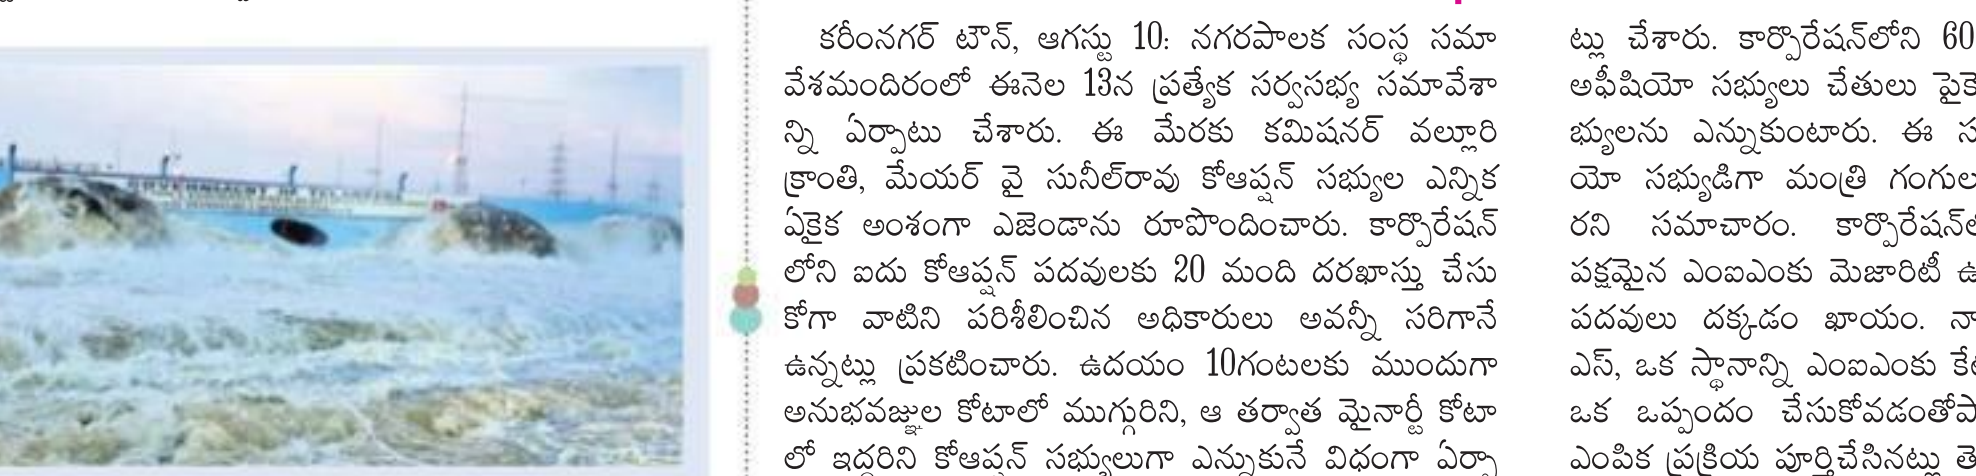 కరీంనగర్ టౌన్, ఆగస్టు 10: నగరపాలక సంస్థ సమా
వేశమందిరంలో ఈనెల 13న ప్రత్యేక సర్వసభ్య సమావేశా
న్ని ఏర్పాటు చేశారు. ఈ మేరకు కమిషనర్ వల్లూరి
క్రాంతి, మేయర్ వై సునీల్‌రావు కోఆప్షన్ సభ్యుల ఎన్నిక
ఏకైక అంశంగా ఎజెండాను రూపొందించారు. కార్పొరేషన్
లోని ఐదు కోఆప్షన్ పదవులకు 20 మంది దరఖాస్తు చేసు
కోగా వాటిని పరిశీలించిన అధికారులు అవన్నీ సరిగానే
ఉన్నట్లు ప్రకటించారు. ఉదయం 10గంటలకు ముందుగా
అనుభవజ్ఞుల కోటాలో ముగ్గురిని, ఆ తర్వాత మైనార్టీ కోటా
లో ఇద్దరిని కోఆప్షన్ సభ్యులుగా ఎన్నుకునే విధంగా ఏర్పా
ట్లు చేశారు. కార్పొరేషన్‌లోని 60
అఫీషియో సభ్యులు చేతులు
భ్యులను ఎన్నుకుంటారు. ఈ
యో సభ్యుడిగా మంత్రి గంగుల
రని సమాచారం.
పక్షమైన ఎంఐఎంకు మెజారిటీ
పదవులు దక్కడం ఖాయం.
ఎస్, ఒక స్థానాన్ని ఎంఐఎంకు
ఒక ఒప్పందం
ఎంపిక ప్రక్రియ పూర్తిచేసినట్లు